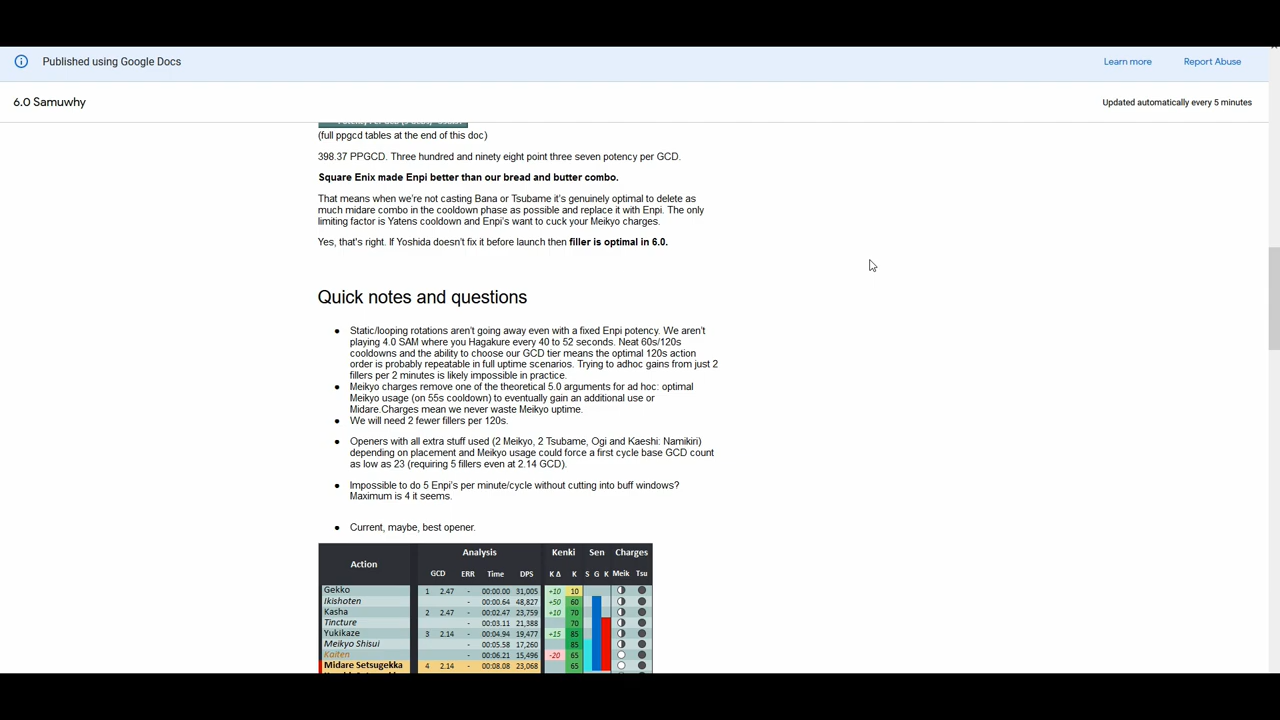 Published using Google Docs
Learn more
Report Abuse
6.0 Samuwhy
Updated automatically every 5 minutes
(full ppgcd tables at the end of this doc)
398.37 PPGCD. Three hundred and ninety eight point three seven potency per GCD.
Square Enix made Enpi better than our bread and butter combo.
That means when we're not casting Bana or Tsubame it's genuinely optimal to delete as
much midare combo in the cooldown phase as possible and replace it with Enpi. The only
limiting factor is Yatens cooldown and Enpi's want to cuck your Meikyo charges.
Yes, that's right. If Yoshida doesn't fix it before launch then filler is optimal in 6.0.
Quick notes and questions
● Static/looping rotations aren't going away even with a fixed Enpi potency. We aren't
playing 4.0 SAM where you Hagakure every 40 to 52 seconds. Neat 60s/120s
cooldowns and the ability to choose our GCD tier means the optimal 120s action
order is probably repeatable in full uptime scenarios. Trying to adhoc gains from just 2
fillers per 2 minutes is likely impossible in practice.
● Meikyo charges remove one of the theoretical 5.0 arguments for ad hoc: optimal
Meikyo usage (on 55s cooldown) to eventually gain an additional use or
Midare.Charges mean we never waste Meikyo uptime.
● We will need 2 fewer fillers per 120s.
● Openers with all extra stuff used (2 Meikyo, 2 Tsubame, Ogi and Kaeshi: Namikiri)
depending on placement and Meikyo usage could force a first cycle base GCD count
as low as 23 (requiring 5 fillers even at 2.14 GCD).
● Impossible to do 5 Enpi's per minute/cycle without cutting into buff windows?
Maximum is 4 it seems.
● Current, maybe, best opener.
Action Analysis Kenki Sen Charges
GCD ERR Time DPS K Δ K S G K Meik Tsu
Gekko 1 2.47 - 00:00.00 31,005 +10 10
Ikishoten - 00:00.64 48,827 +50 60
Kasha 2 2.47 - 00:02.47 23,759 +10 70
Tincture - 00:03.11 21,388 70
Yukikaze 3 2.14 - 00:04.94 19,477 +15 85
Meikyo Shisui - 00:05.58 17,260 85
Kaiten - 00:06.21 15,496 -20 65
Midare Setsugekka 4 2.14 - 00:08.08 23,068 65